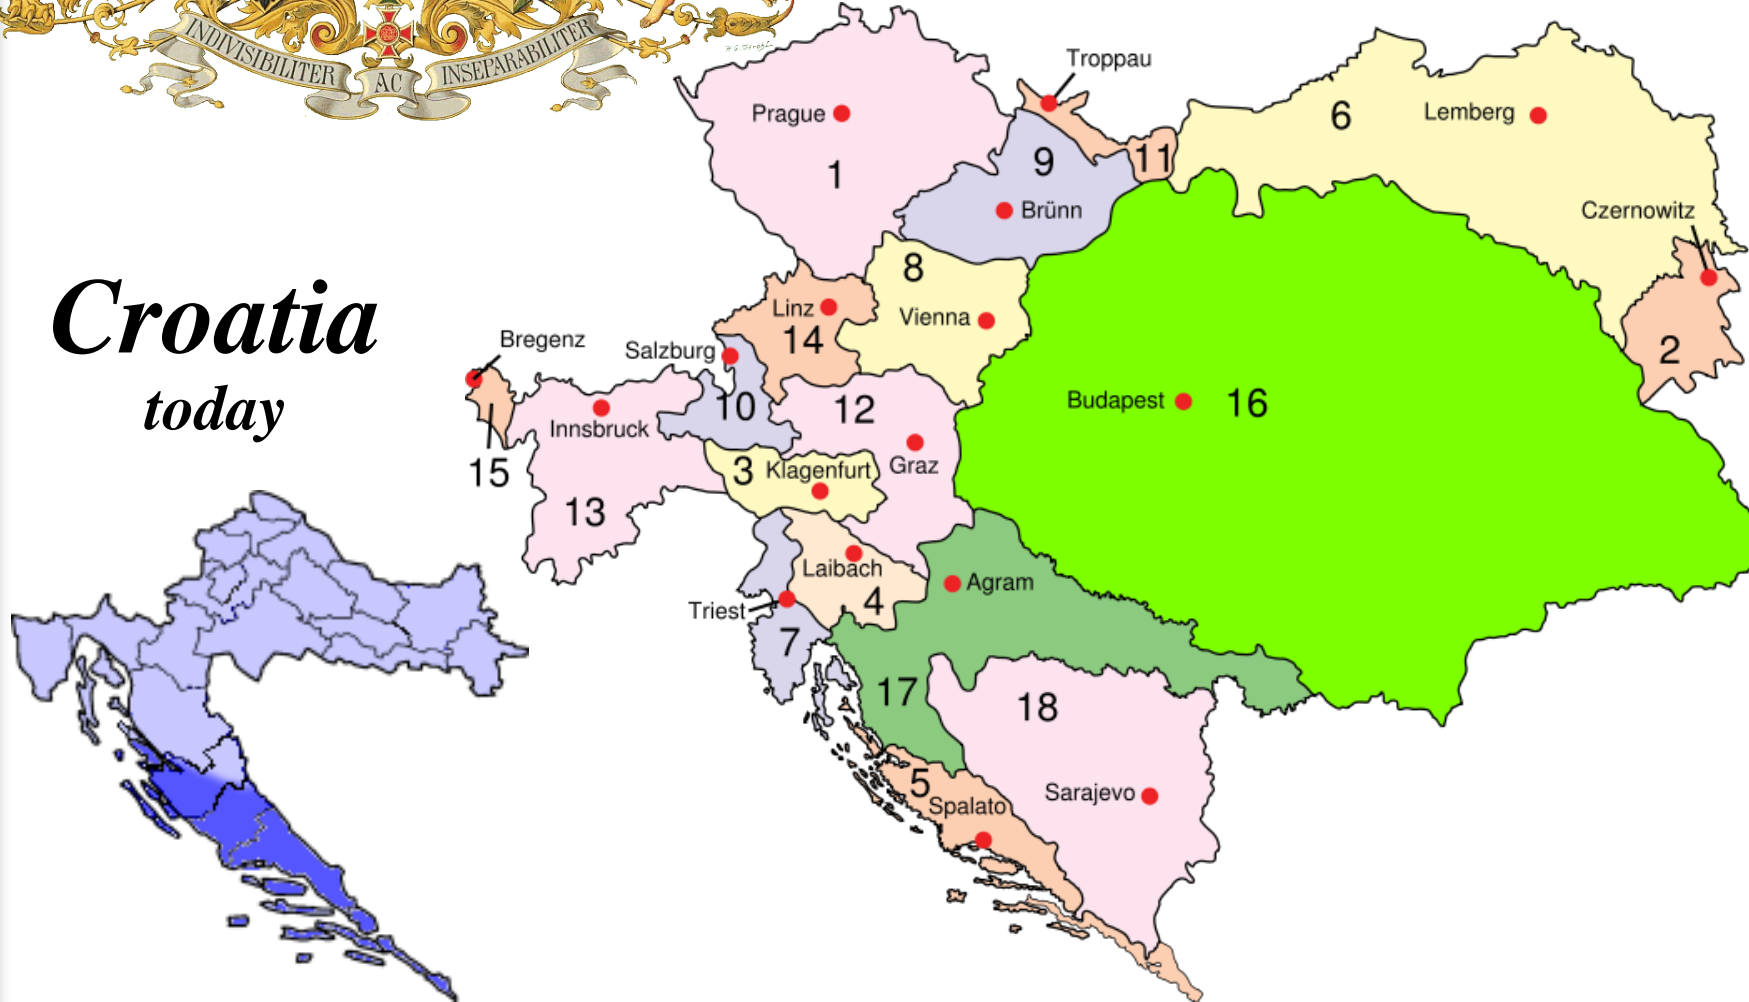 INDIVISIBILITER AC INSEPARABILITER
Troppau
Prague
1
9
11
6
Lemberg
Brünn
Czernowitz
8
Croatia
today
Linz
Vienna
14
2
Bregenz
Salzburg
10
12
Budapest
16
Innsbruck
15
3
Klagenfurt
Graz
13
Laibach
Agram
4
Triest
7
17
18
5
Spalato
Sarajevo